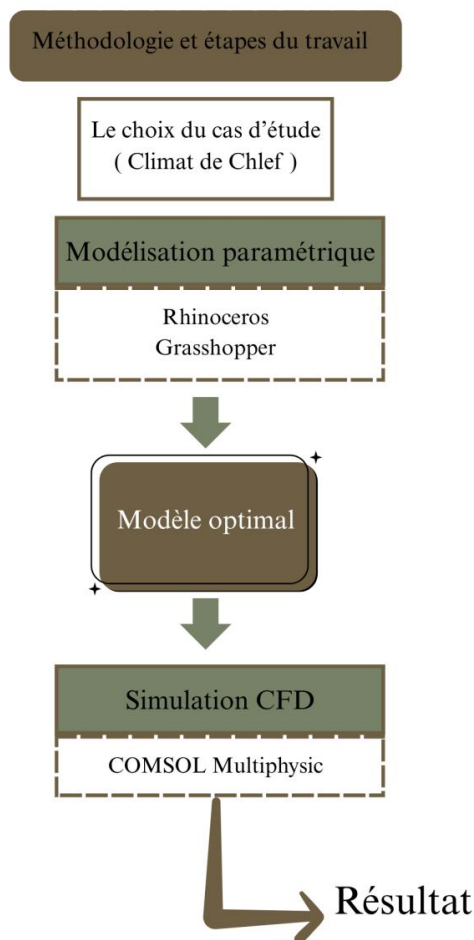 Méthodologie et étapes du travail
Le choix du cas d’étude
( Climat de Chlef )
Modélisation paramétrique
Rhinoceros
Grasshopper
Modèle optimal
Simulation CFD
COMSOL Multiphysic
Résultat